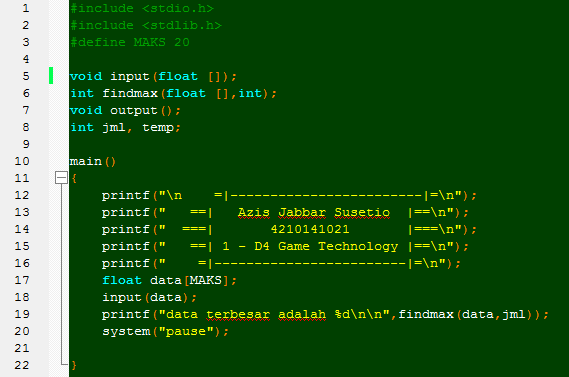 1 #include <stdio.h>
2 #include <stdlib.h>
3 #define MAKS 20
4
5 void input(float []);
6 int findmax(float [],int);
7 void output();
8 int jml, temp;
9
10 main()
11 {
12 printf("\n    =|------------------------|=\n");
13 printf("   ==|   Azis Jabbar Susetio  |==\n");
14 printf("  ===|       4210141021       |===\n");
15 printf("   ==| 1 - D4 Game Technology |==\n");
16 printf("    =|------------------------|=\n");
17 float data[MAKS];
18 input(data);
19 printf("data terbesar adalah %d\n\n",findmax(data,jml));
20 system("pause");
21
22 }